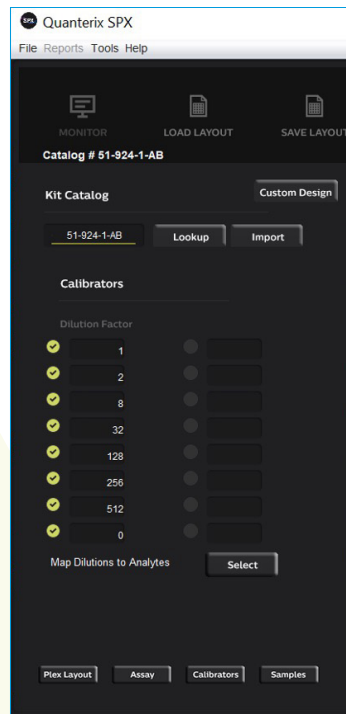 SPX Quanterix SPX
File Reports Tools Help
MONITOR LOAD LAYOUT SAVE LAYOUT
Catalog # 51-924-1-AB
Kit Catalog Custom Design
51-924-1-AB Lookup Import
Calibrators
Dilution Factor
1
2
8
32
128
256
512
0
Map Dilutions to Analytes Select
Plex Layout Assay Calibrators Samples